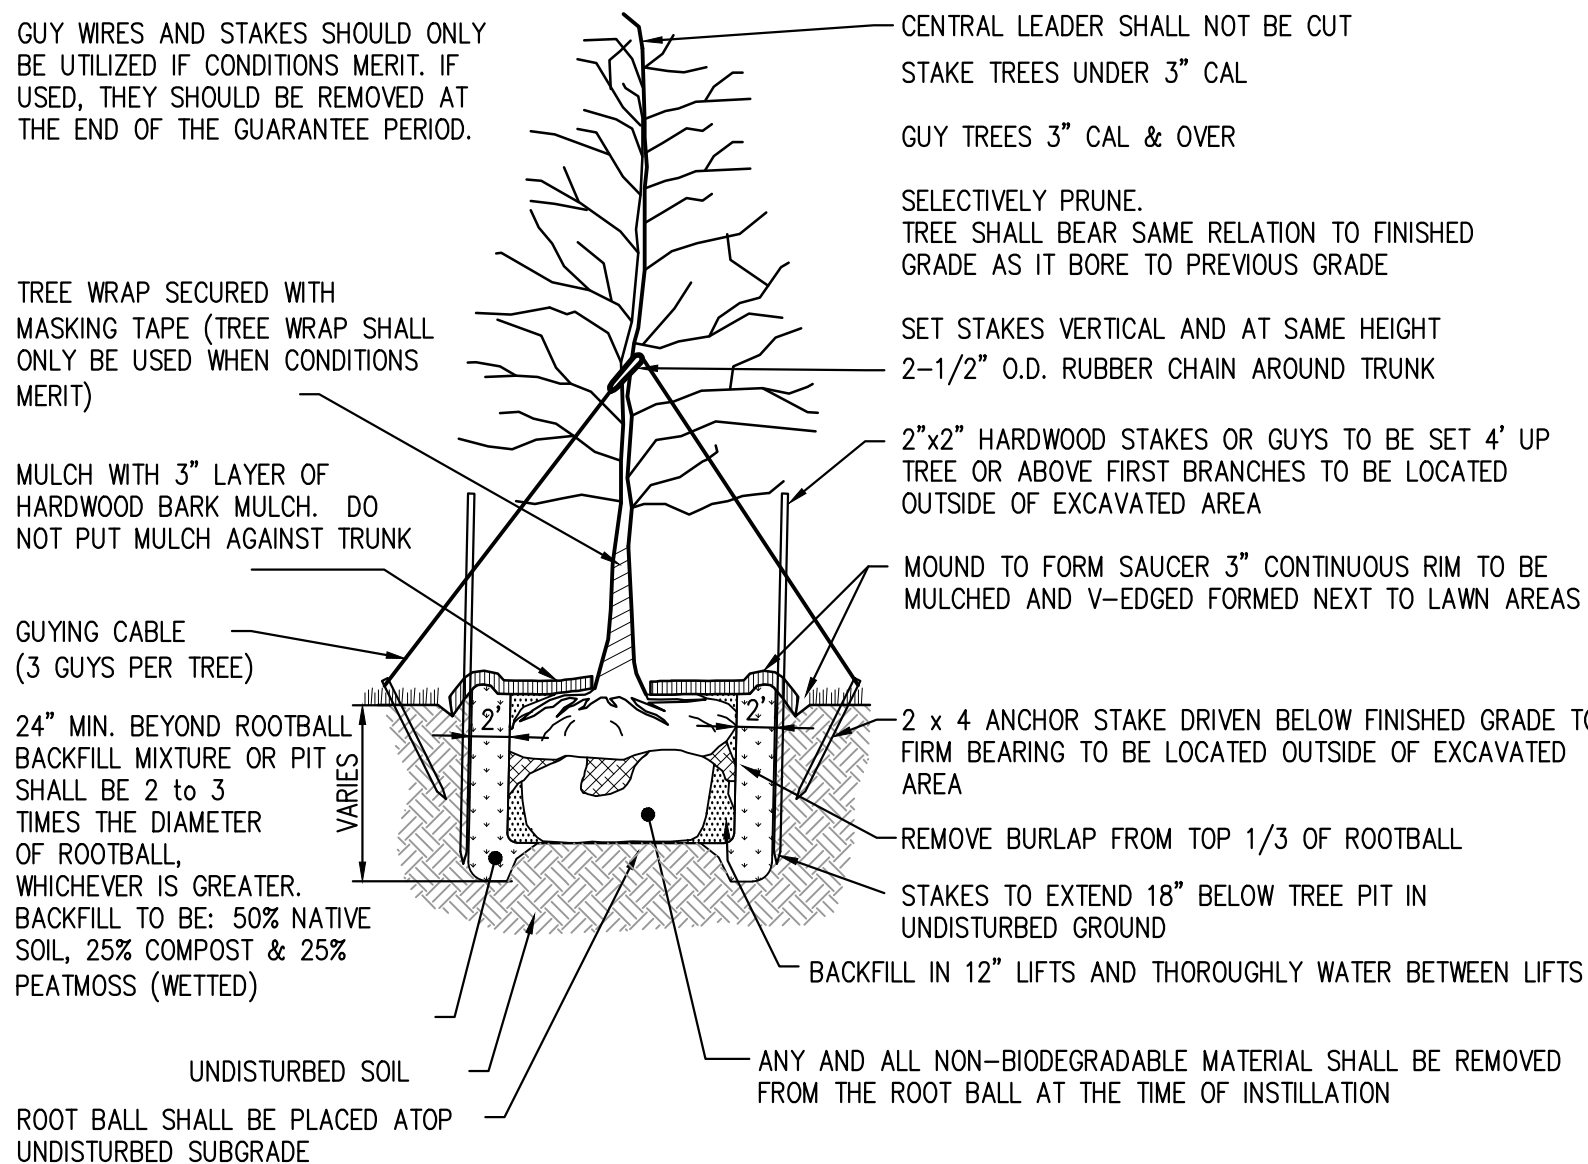 GUY WIRES AND STAKES SHOULD ONLY
BE UTILIZED IF CONDITIONS MERIT. IF
USED, THEY SHOULD BE REMOVED AT
THE END OF THE GUARANTEE PERIOD.
TREE WRAP SECURED WITH
MASKING TAPE (TREE WRAP SHALL
ONLY BE USED WHEN CONDITIONS
MERIT)
MULCH WITH 3" LAYER OF
HARDWOOD BARK MULCH. DO
NOT PUT MULCH AGAINST TRUNK
GUYING CABLE
(3 GUYS PER TREE)
24" MIN. BEYOND ROOTBALL
BACKFILL MIXTURE OR PIT
SHALL BE 2 to 3
TIMES THE DIAMETER
OF ROOTBALL,
WHICHEVER IS GREATER.
BACKFILL TO BE: 50% NATIVE
SOIL, 25% COMPOST & 25%
PEATMOSS (WETTED)
UNDISTURBED SOIL
ROOT BALL SHALL BE PLACED ATOP
UNDISTURBED SUBGRADE
VARIES
2'
2'
CENTRAL LEADER SHALL NOT BE CUT
STAKE TREES UNDER 3" CAL
GUY TREES 3" CAL & OVER
SELECTIVELY PRUNE.
TREE SHALL BEAR SAME RELATION TO FINISHED
GRADE AS IT BORE TO PREVIOUS GRADE
SET STAKES VERTICAL AND AT SAME HEIGHT
2-1/2" O.D. RUBBER CHAIN AROUND TRUNK
2"x2" HARDWOOD STAKES OR GUYS TO BE SET 4' UP
TREE OR ABOVE FIRST BRANCHES TO BE LOCATED
OUTSIDE OF EXCAVATED AREA
MOUND TO FORM SAUCER 3" CONTINUOUS RIM TO BE
MULCHED AND V-EDGED FORMED NEXT TO LAWN AREAS
2 x 4 ANCHOR STAKE DRIVEN BELOW FINISHED GRADE TO
FIRM BEARING TO BE LOCATED OUTSIDE OF EXCAVATED
AREA
REMOVE BURLAP FROM TOP 1/3 OF ROOTBALL
STAKES TO EXTEND 18" BELOW TREE PIT IN
UNDISTURBED GROUND
BACKFILL IN 12" LIFTS AND THOROUGHLY WATER BETWEEN LIFTS
ANY AND ALL NON-BIODEGRADABLE MATERIAL SHALL BE REMOVED
FROM THE ROOT BALL AT THE TIME OF INSTILLATION